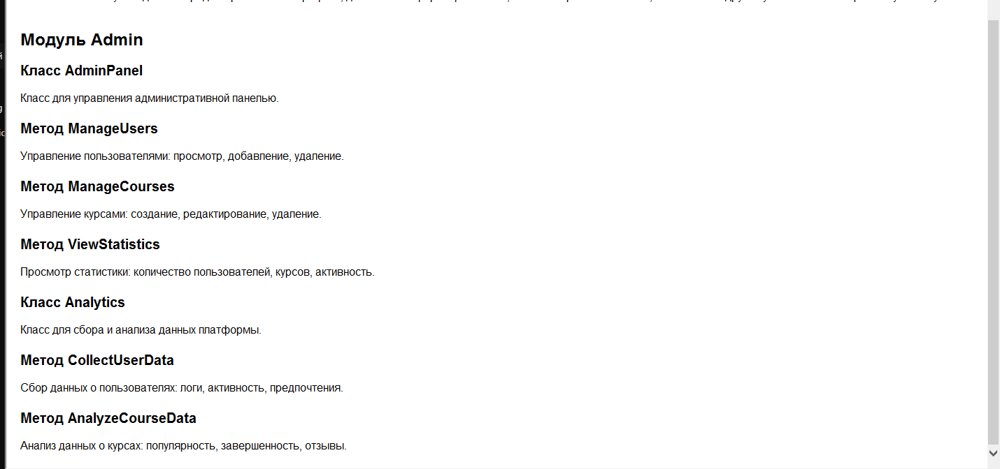 Модуль Admin
Класс AdminPanel
Класс для управления административной панелью.
Метод ManageUsers
Управление пользователями: просмотр, добавление, удаление.
Метод ManageCourses
Управление курсами: создание, редактирование, удаление.
Метод ViewStatistics
Просмотр статистики: количество пользователей, курсов, активность.
Класс Analytics
Класс для сбора и анализа данных платформы.
Метод CollectUserData
Сбор данных о пользователях: логи, активность, предпочтения.
Метод AnalyzeCourseData
Анализ данных о курсах: популярность, завершенность, отзывы.